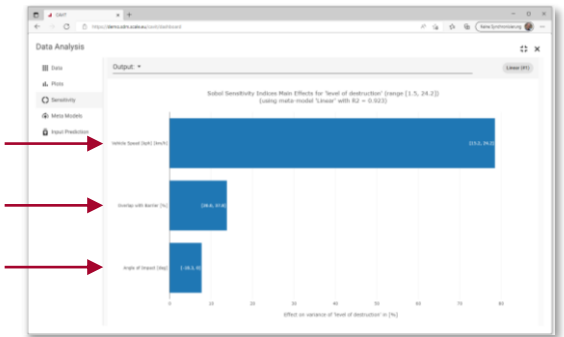 Data Analysis
Data
Plots
Sensitivity
Meta Models
Input Prediction
Output:
Linear (#1)
Sobol Sensitivity Indices Main Effects for 'level of destruction' (range [1.5, 24.2])
(using meta-model 'Linear' with R2 = 0.923)
Vehicle Speed [kph] [km/h]
Overlap with Barrier [%]
Angle of Impact [deg]
0 10 20 30 40 50 60 70 80
Effect on variance of 'level of destruction' in [%]